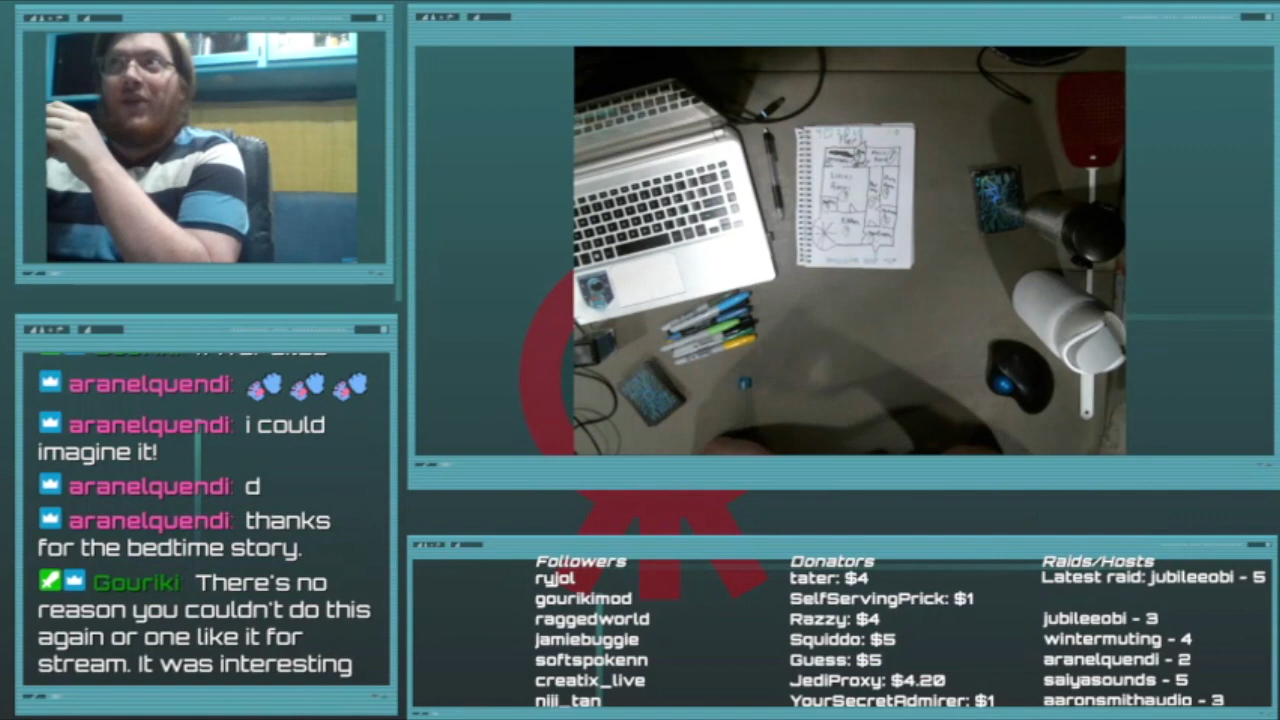 aranelquendi:
aranelquendi: i could
imagine it!
aranelquendi: d
aranelquendi: thanks
for the bedtime story.
Gouriki: There's no
reason you couldn't do this
again or one like it for
stream. It was interesting
Followers
ryjol
gourikimod
raggedworld
jamiebuggie
softspokenn
creatix_live
niji_tan
Donators
tater: $4
SelfServingPrick: $1
Razzy: $4
Squiddo: $5
Guess: $5
JediProxy: $4.20
YourSecretAdmirer: $1
Raids/Hosts
Latest raid: jubileeobi - 5
jubileeobi - 3
wintermuting - 4
aranelquendi - 2
saiyasounds - 5
aaronsmithaudio - 3